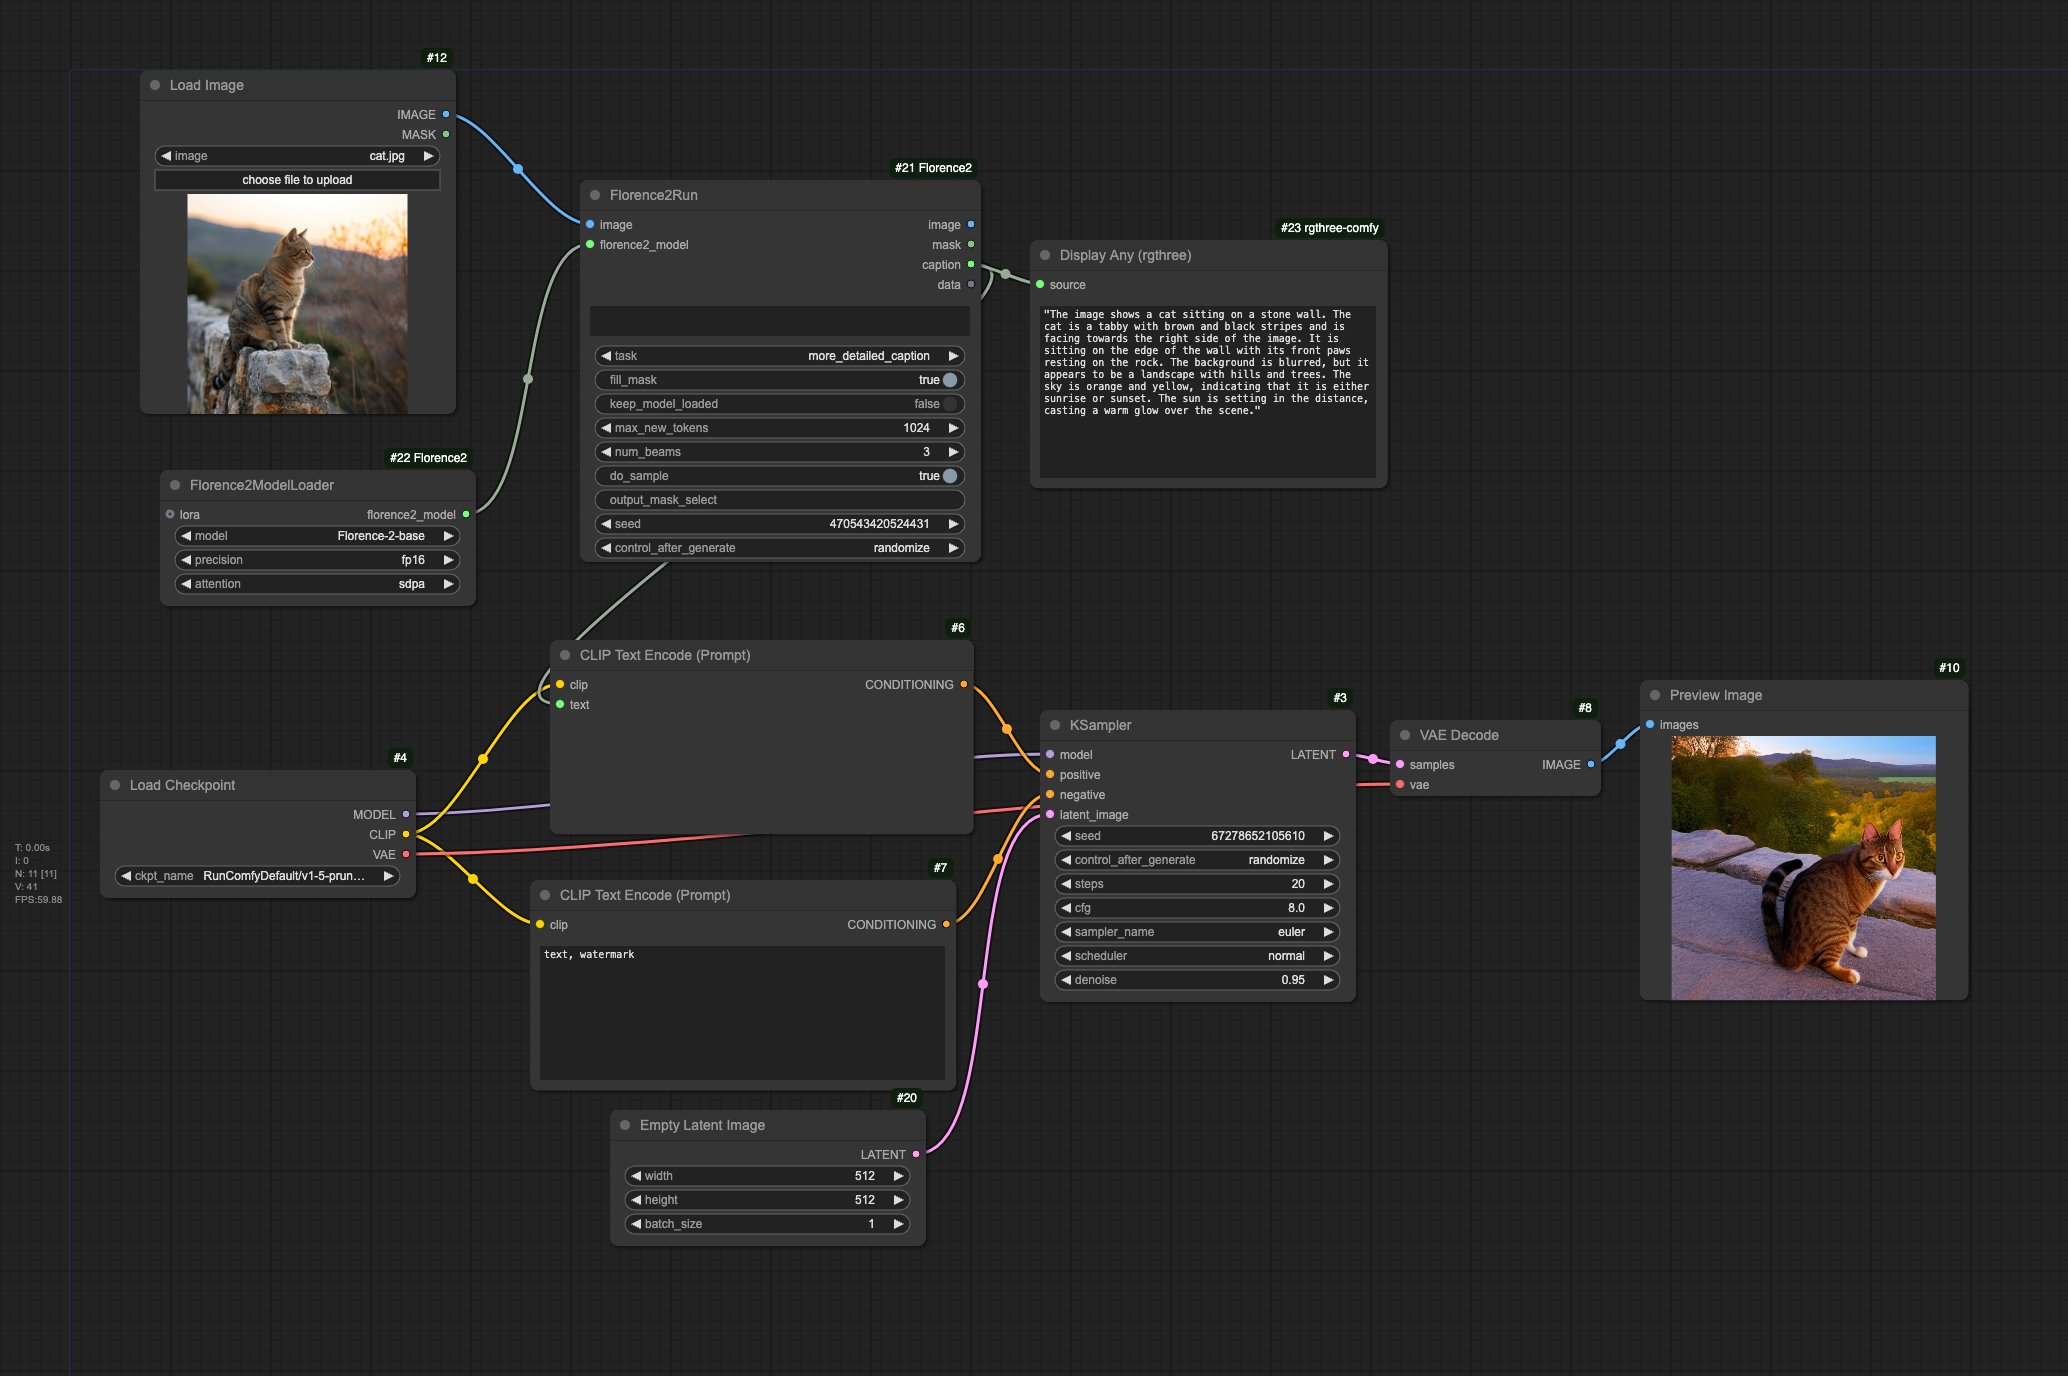 #12
Load Image
IMAGE
MASK
image cat.jpg
choose file to upload
#22 Florence2
Florence2ModelLoader
lora florence2_model
model Florence-2-base
precision fp16
attention sdpa
#21 Florence2
Florence2Run
image image
florence2_model mask
caption
data
task more_detailed_caption
fill_mask true
keep_model_loaded false
max_new_tokens 1024
num_beams 3
do_sample true
output_mask_select
seed 470543420524431
control_after_generate randomize
#23 rgthree-comfy
Display Any (rgthree)
source
"The image shows a cat sitting on a stone wall. The
cat is a tabby with brown and black stripes and is
facing towards the right side of the image. It is
sitting on the edge of the wall with its front paws
resting on the rock. The background is blurred, but it
appears to be a landscape with hills and trees. The
sky is orange and yellow, indicating that it is either
sunrise or sunset. The sun is setting in the distance,
casting a warm glow over the scene."
#4
Load Checkpoint
MODEL
CLIP
VAE
ckpt_name RunComfyDefault/v1-5-prun...
T: 0.00s
I: 0
N: 11 [11]
V: 41
FPS:59.88
#6
CLIP Text Encode (Prompt)
clip CONDITIONING
text
#7
CLIP Text Encode (Prompt)
clip CONDITIONING
text, watermark
#20
Empty Latent Image
LATENT
width 512
height 512
batch_size 1
#3
KSampler
model LATENT
positive
negative
latent_image
seed 67278652105610
control_after_generate randomize
steps 20
cfg 8.0
sampler_name euler
scheduler normal
denoise 0.95
#8
VAE Decode
samples IMAGE
vae
#10
Preview Image
images